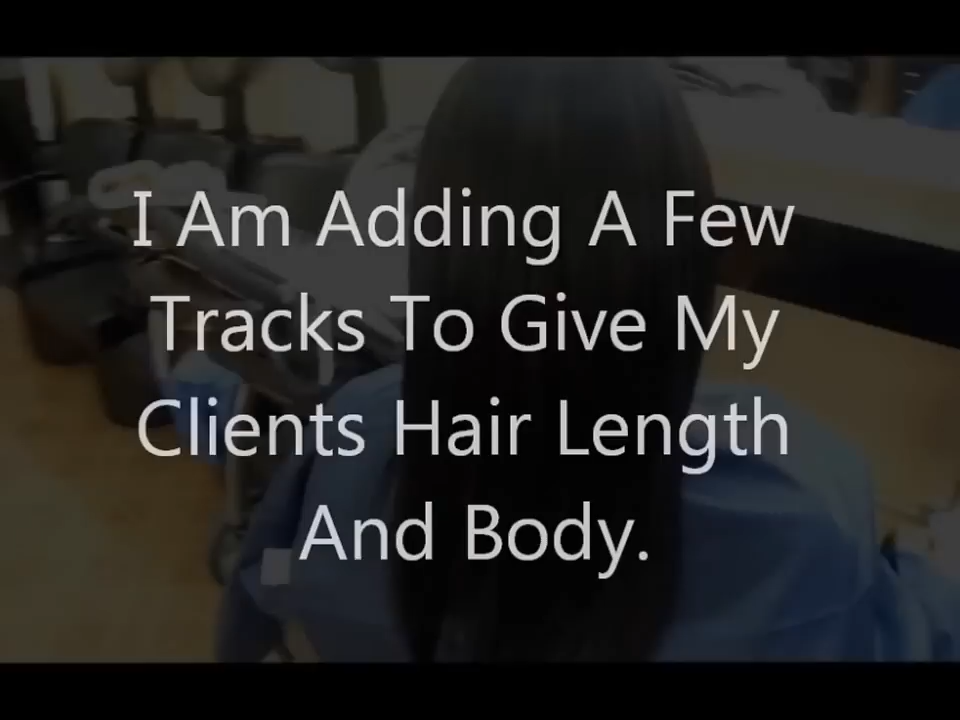 I Am Adding A Few
Tracks To Give My
Clients Hair Length
And Body.